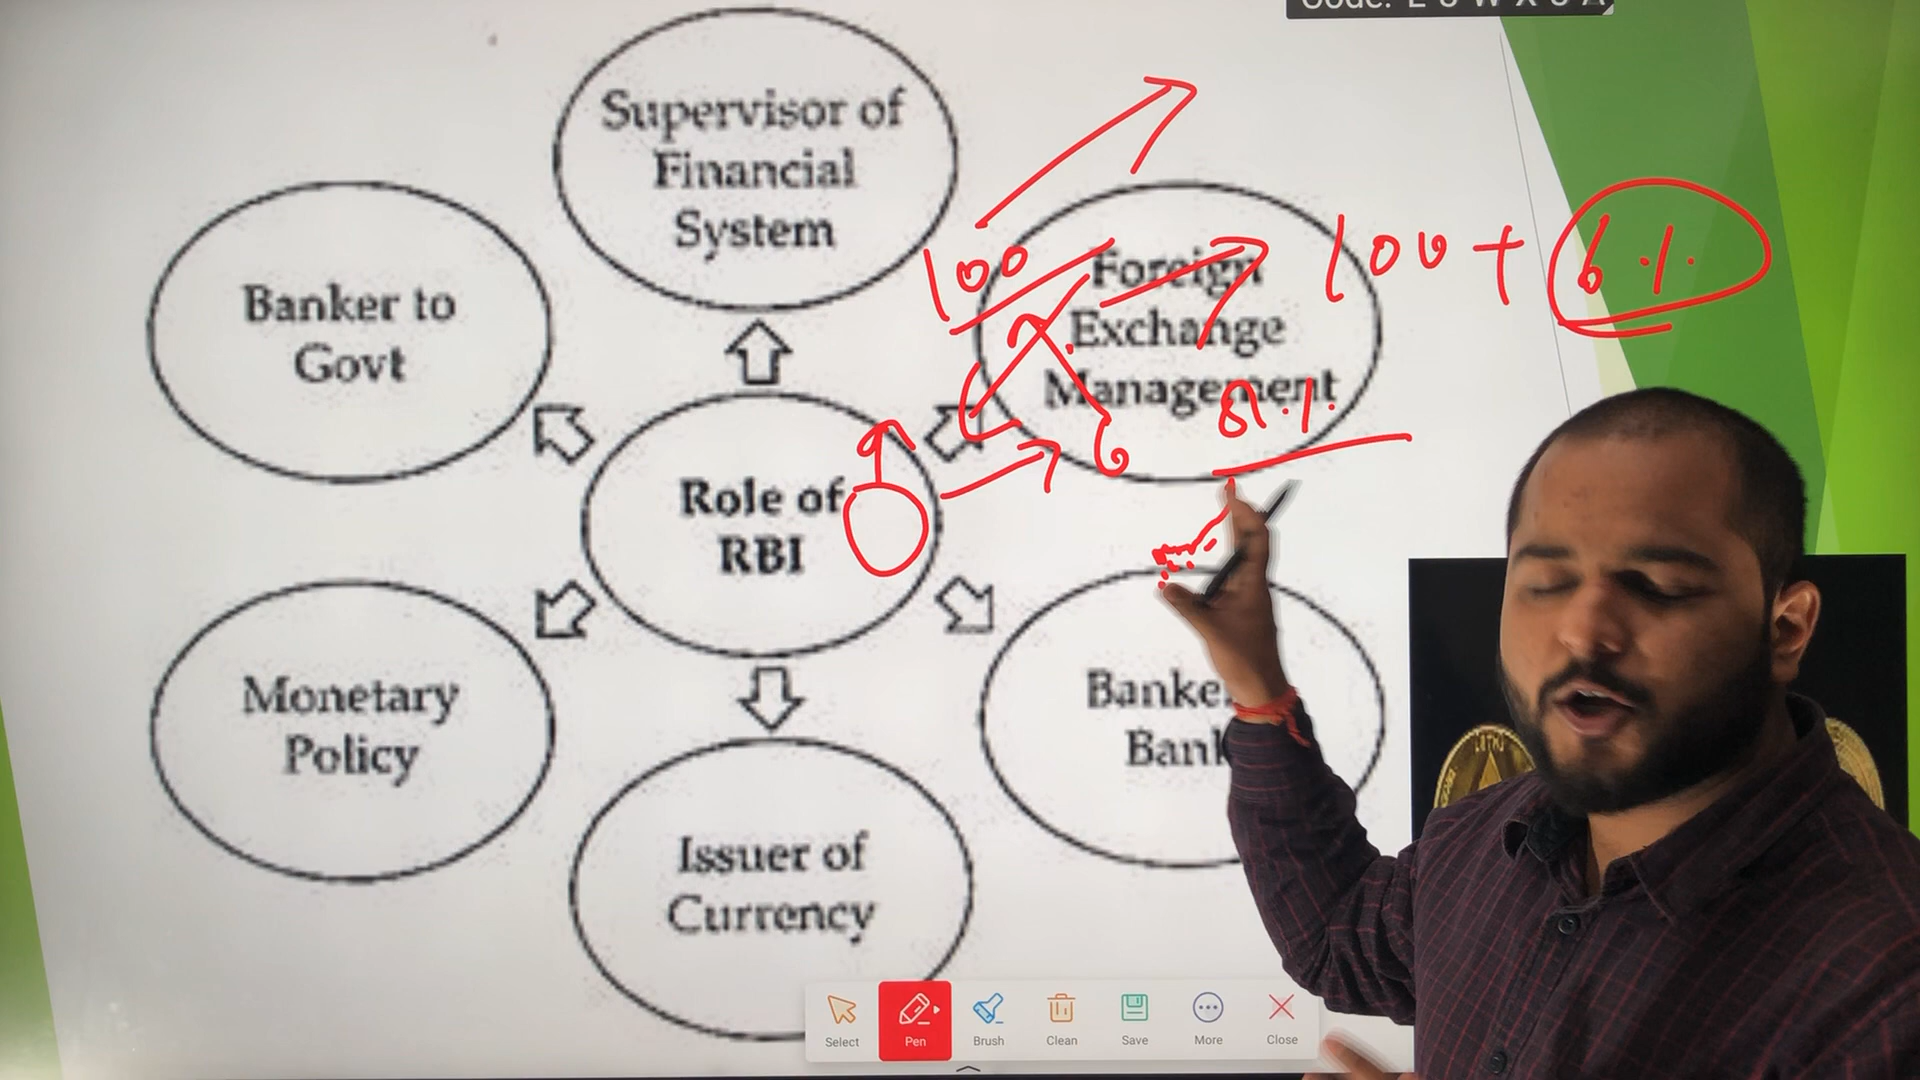 Supervisor of
Financial
System
Banker to
Govt
Foreign
Exchange
Management
100
100 + 6%
8%
6
Role of
RBI
Monetary
Policy
Issuer of
Currency
Banke
Bank
Select
Pen
Brush
Clean
Save
More
Close